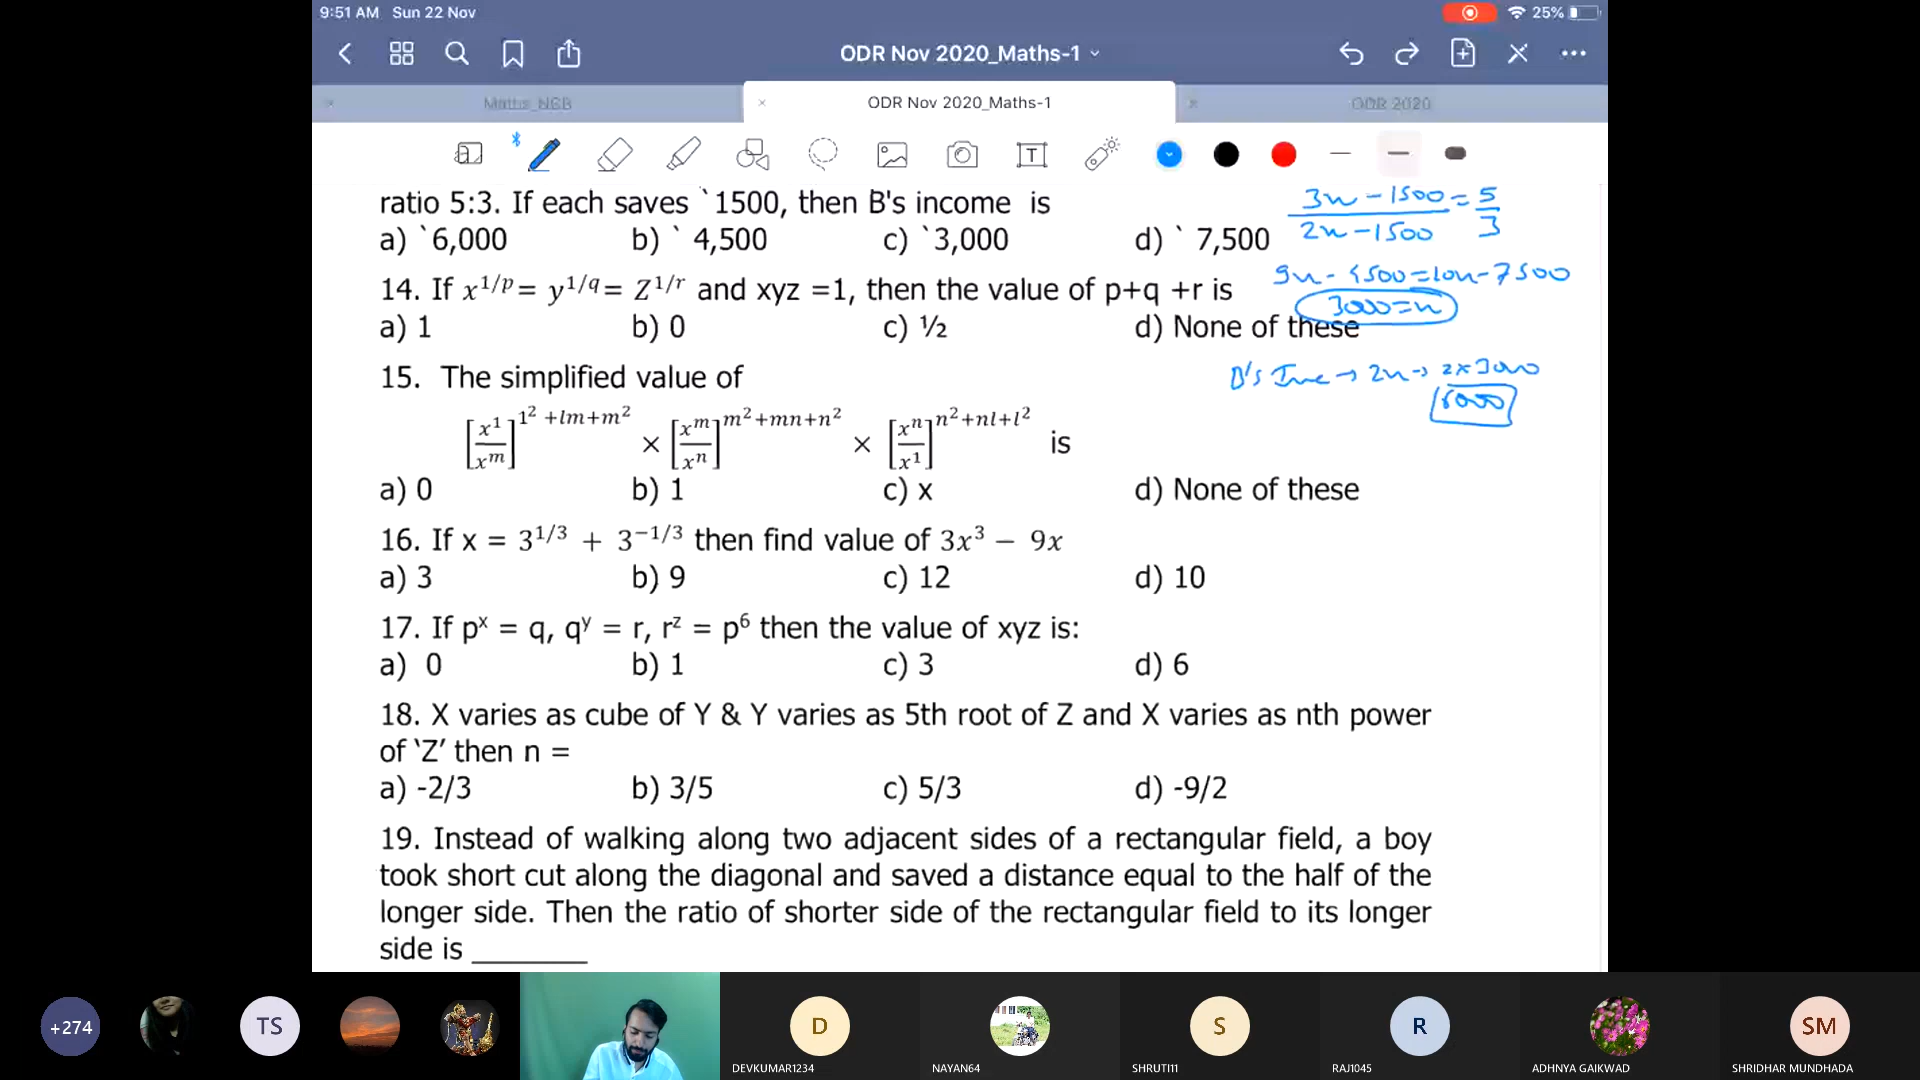 9:51 AM Sun 22 Nov
25%
ODR Nov 2020_Maths-1
Maths_NCB
ODR Nov 2020_Maths-1
ODR 2020
ratio 5:3. If each saves `1500, then B's income is
a) `6,000 b) ` 4,500 c) `3,000 d) ` 7,500
3x - 1500 = 5
2x - 1500 3
9x - 4500 = 10x - 7500
3000 = x
14. If x^{1/p} = y^{1/q} = Z^{1/r} and xyz =1, then the value of p+q +r is
a) 1 b) 0 c) ½ d) None of these
B's Inc → 2x → 2 x 3000
6000
15. The simplified value of
[x^1/x^m]^{1^2 +lm+m^2} × [x^m/x^n]^{m^2+mn+n^2} × [x^n/x^1]^{n^2+nl+l^2} is
a) 0 b) 1 c) x d) None of these
16. If x = 3^{1/3} + 3^{-1/3} then find value of 3x^3 − 9x
a) 3 b) 9 c) 12 d) 10
17. If p^x = q, q^y = r, r^z = p^6 then the value of xyz is:
a) 0 b) 1 c) 3 d) 6
18. X varies as cube of Y & Y varies as 5th root of Z and X varies as nth power
of ‘Z’ then n =
a) -2/3 b) 3/5 c) 5/3 d) -9/2
19. Instead of walking along two adjacent sides of a rectangular field, a boy
took short cut along the diagonal and saved a distance equal to the half of the
longer side. Then the ratio of shorter side of the rectangular field to its longer
side is ________
+274
TS
D
S
R
SM
DEVKUMAR1234
NAYAN64
SHRUTI11
RAJ1045
ADHNYA GAIKWAD
SHRIDHAR MUNDHADA